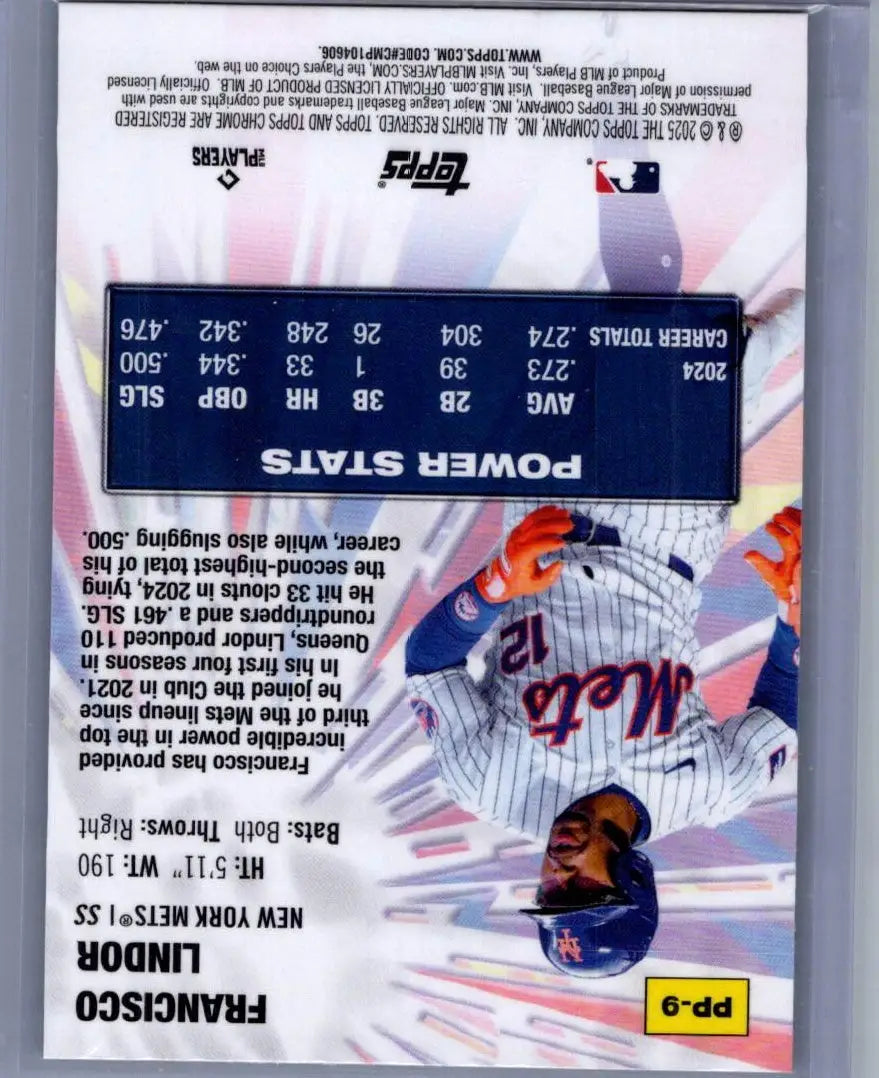 PP-9
FRANCISCO
LINDOR
NEW YORK METS® | SS
HT: 5'11" WT: 190
Bats: Both Throws: Right
Francisco has provided
incredible power in the top
third of the Mets lineup since
he joined the Club in 2021.
In his first four seasons in
Queens, Lindor produced 110
roundtrippers and a .461 SLG.
He hit 33 clouts in 2024, tying
the second-highest total of his
career, while also slugging .500.
NY
Mets
12
POWER STATS
AVG 2B 3B HR OBP SLG
2024 .273 39 1 33 .344 .500
CAREER TOTALS .274 304 26 248 .342 .476
topps®
MLB PLAYERS
® & © 2025 THE TOPPS COMPANY, INC. ALL RIGHTS RESERVED. TOPPS AND TOPPS CHROME ARE REGISTERED
TRADEMARKS OF THE TOPPS COMPANY, INC. Major League Baseball trademarks and copyrights are used with
permission of Major League Baseball. Visit MLB.com. OFFICIALLY LICENSED PRODUCT OF MLB. Officially Licensed
Product of MLB Players, Inc. Visit MLBPLAYERS.COM, the Players Choice on the web.
WWW.TOPPS.COM. CODE#CMP104606.